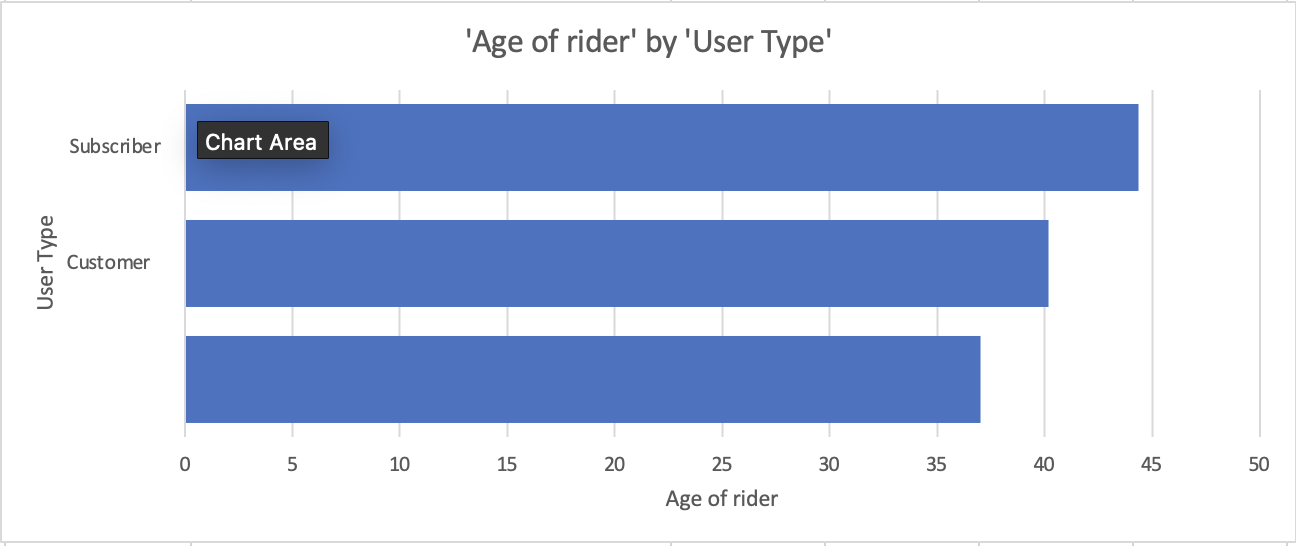 'Age of rider' by 'User Type'
Subscriber
Chart Area
User Type
Customer
0 5 10 15 20 25 30 35 40 45 50
Age of rider